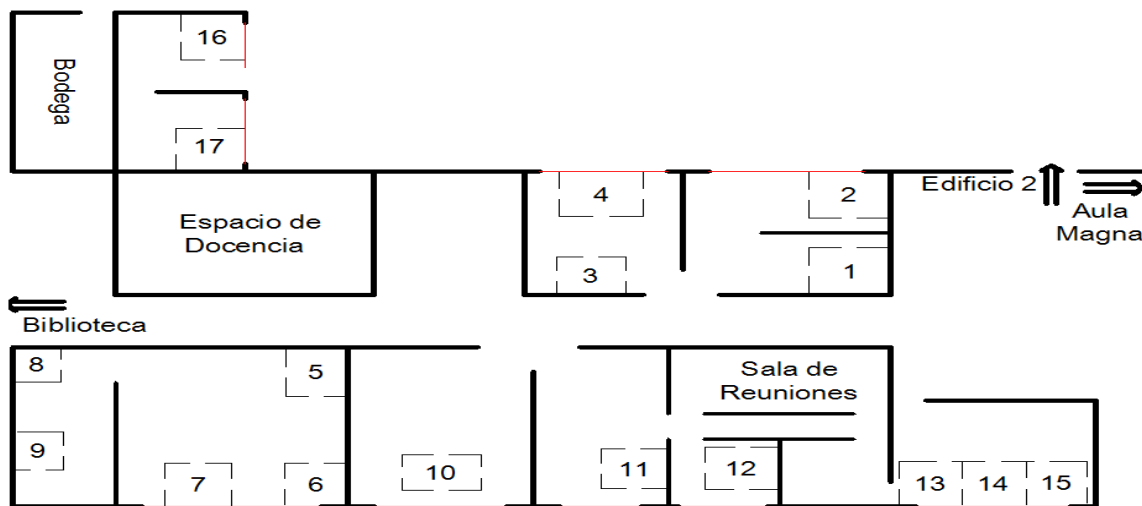 16
Bodega
17
4
2
Edificio 2
Aula
Magna
Espacio de
Docencia
3
1
Biblioteca
8
5
Sala de
Reuniones
9
7
6
10
11
12
13
14
15